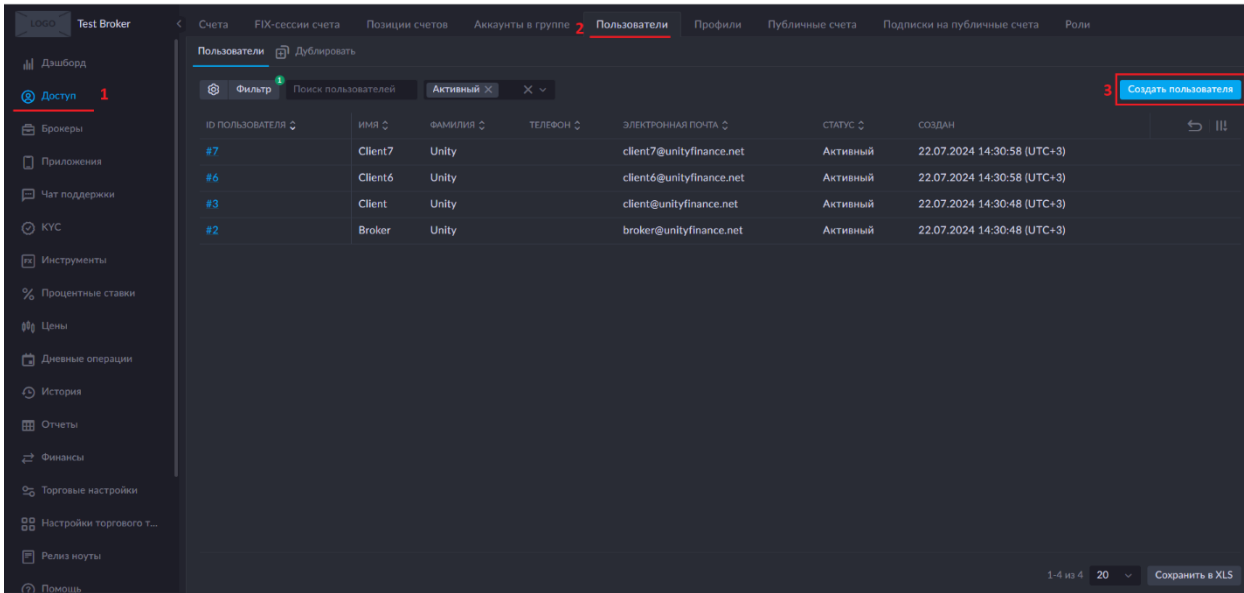 LOGO Test Broker
Счета FIX-сессии счета Позиции счетов Аккаунты в группе 2 Пользователи Профили Публичные счета Подписки на публичные счета Роли
Пользователи Дублировать
Дэшборд
Доступ 1
Фильтр 1 Поиск пользователей Активный 3 Создать пользователя
Брокеры
ID ПОЛЬЗОВАТЕЛЯ ИМЯ ФАМИЛИЯ ТЕЛЕФОН ЭЛЕКТРОННАЯ ПОЧТА СТАТУС СОЗДАН
#7 Client7 Unity client7@unityfinance.net Активный 22.07.2024 14:30:58 (UTC+3)
Приложения
#6 Client6 Unity client6@unityfinance.net Активный 22.07.2024 14:30:58 (UTC+3)
Чат поддержки
#3 Client Unity client@unityfinance.net Активный 22.07.2024 14:30:48 (UTC+3)
KYC
#2 Broker Unity broker@unityfinance.net Активный 22.07.2024 14:30:48 (UTC+3)
FX Инструменты
Процентные ставки
Цены
Дневные операции
История
Отчеты
Финансы
Торговые настройки
Настройки торгового т...
Релиз ноуты
Помощь
1-4 из 4 20 Сохранить в XLS